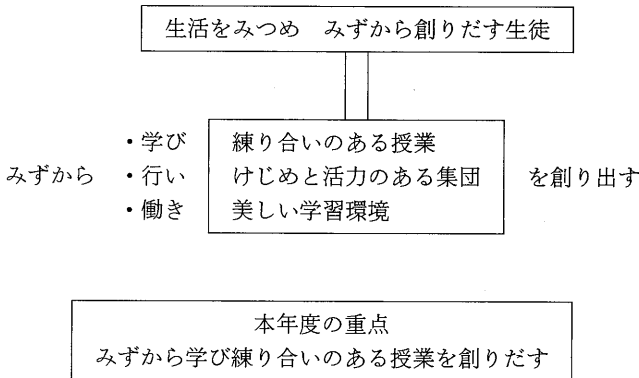 生活をみつめ　みずから創りだす生徒
・学び　練り合いのある授業
みずから　・行い　けじめと活力のある集団　を創り出す
・働き　美しい学習環境
本年度の重点
みずから学び練り合いのある授業を創りだす